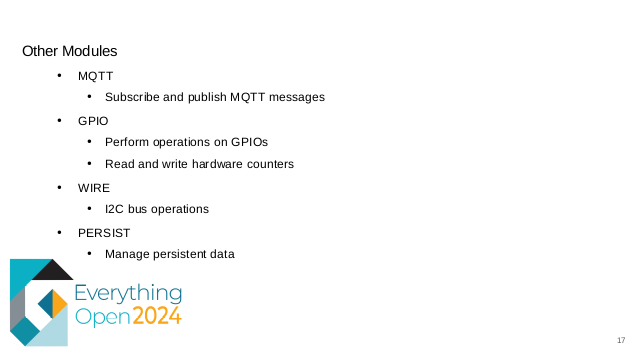 Other Modules
• MQTT
• Subscribe and publish MQTT messages
• GPIO
• Perform operations on GPIOs
• Read and write hardware counters
• WIRE
• I2C bus operations
• PERSIST
• Manage persistent data
Everything
Open2024
17